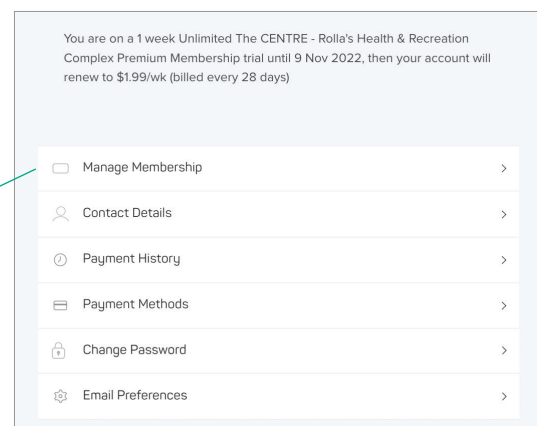 You are on a 1 week Unlimited The CENTRE - Rolla's Health & Recreation
Complex Premium Membership trial until 9 Nov 2022, then your account will
renew to $1.99/wk (billed every 28 days)
Manage Membership
Contact Details
Payment History
Payment Methods
Change Password
Email Preferences